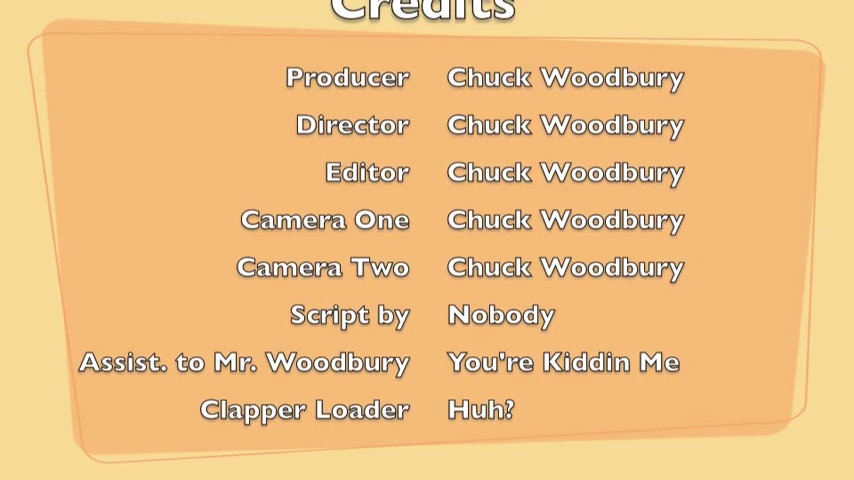 Credits
Producer Chuck Woodbury
Director Chuck Woodbury
Editor Chuck Woodbury
Camera One Chuck Woodbury
Camera Two Chuck Woodbury
Script by Nobody
Assist. to Mr. Woodbury You're Kiddin Me
Clapper Loader Huh?